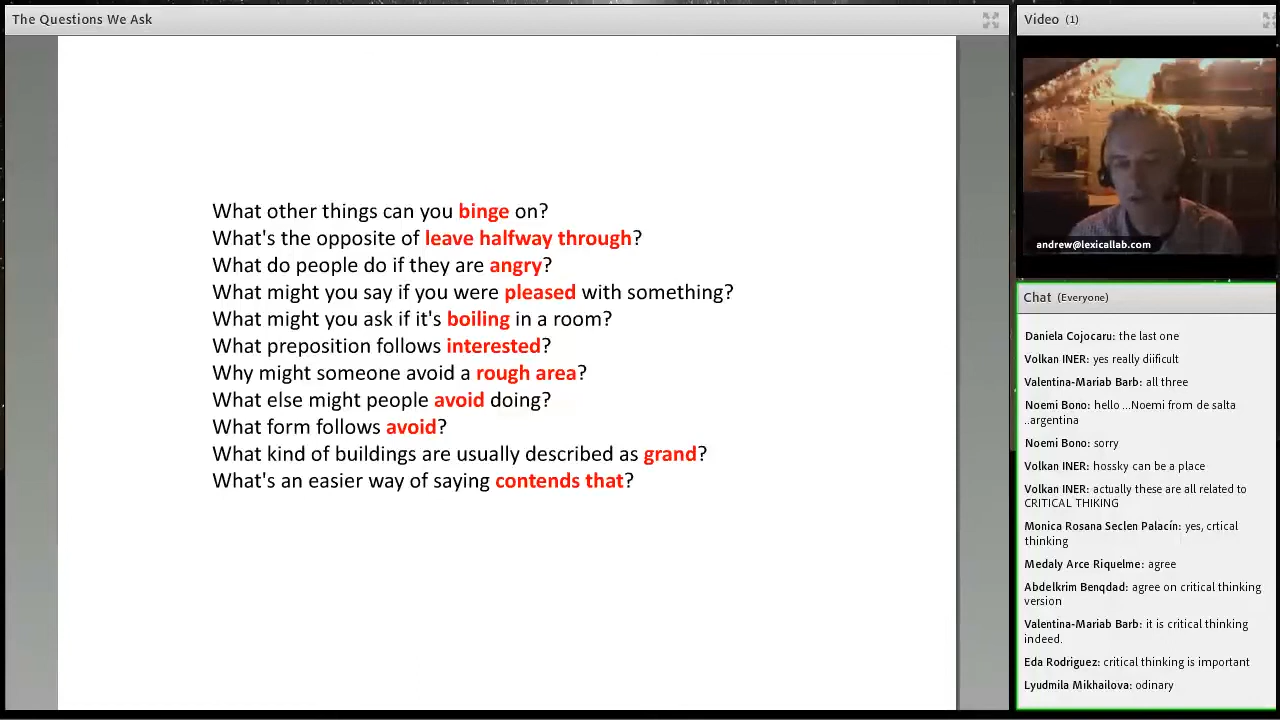 The Questions We Ask
What other things can you binge on?
What's the opposite of leave halfway through?
What do people do if they are angry?
What might you say if you were pleased with something?
What might you ask if it's boiling in a room?
What preposition follows interested?
Why might someone avoid a rough area?
What else might people avoid doing?
What form follows avoid?
What kind of buildings are usually described as grand?
What's an easier way of saying contends that?
Video (1)
andrew@lexicallab.com
Chat (Everyone)
Daniela Cojocaru: the last one
Volkan INER: yes really diificult
Valentina-Mariab Barb: all three
Noemi Bono: hello ...Noemi from de salta
..argentina
Noemi Bono: sorry
Volkan INER: hossky can be a place
Volkan INER: actually these are all related to
CRITICAL THIKING
Monica Rosana Seclen Palacín: yes, crtical
thinking
Medaly Arce Riquelme: agree
Abdelkrim Benqdad: agree on critical thinking
version
Valentina-Mariab Barb: it is critical thinking
indeed.
Eda Rodriguez: critical thinking is important
Lyudmila Mikhailova: odinary